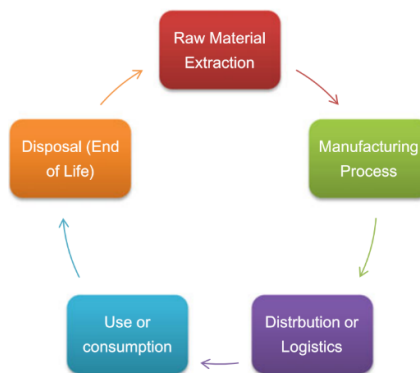 Raw Material
Extraction
Manufacturing
Process
Distrbution or
Logistics
Use or
consumption
Disposal (End
of Life)